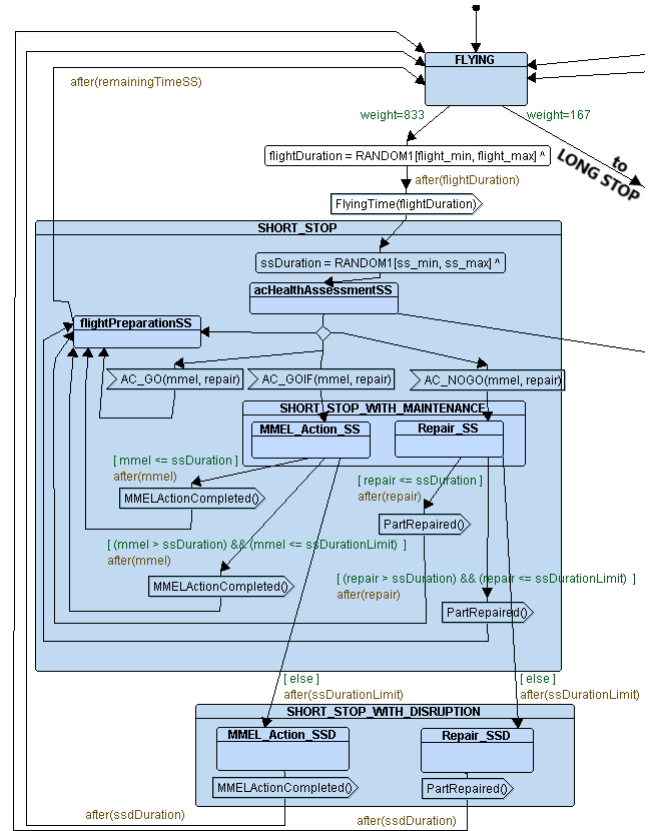 FLYING
after(remainingTimeSS)
weight=833
weight=167
to
LONG STOP
flightDuration = RANDOM1[flight_min, flight_max] ^
after(flightDuration)
FlyingTime(flightDuration)
SHORT_STOP
ssDuration = RANDOM1[ss_min, ss_max] ^
acHealthAssessmentSS
flightPreparationSS
AC_GO(mmel, repair)
AC_GOIF(mmel, repair)
AC_NOGO(mmel, repair)
SHORT_STOP_WITH_MAINTENANCE
MMEL_Action_SS
Repair_SS
[ mmel <= ssDuration ]
after(mmel)
MMELActionCompleted()
[ repair <= ssDuration ]
after(repair)
PartRepaired()
[ (mmel > ssDuration) && (mmel <= ssDurationLimit) ]
after(mmel)
MMELActionCompleted()
[ (repair > ssDuration) && (repair <= ssDurationLimit) ]
after(repair)
PartRepaired()
[ else ]
after(ssDurationLimit)
[ else ]
after(ssDurationLimit)
SHORT_STOP_WITH_DISRUPTION
MMEL_Action_SSD
Repair_SSD
MMELActionCompleted()
PartRepaired()
after(ssdDuration)
after(ssdDuration)